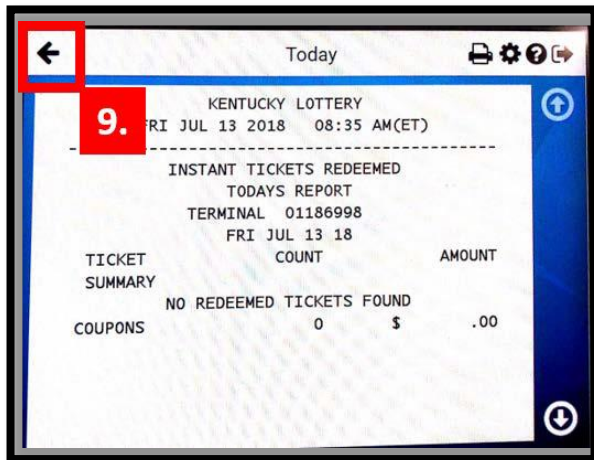 Today
9.
KENTUCKY LOTTERY
FRI JUL 13 2018 08:35 AM(ET)
INSTANT TICKETS REDEEMED
TODAYS REPORT
TERMINAL 01186998
FRI JUL 13 18
TICKET COUNT AMOUNT
SUMMARY
NO REDEEMED TICKETS FOUND
COUPONS 0 $ .00